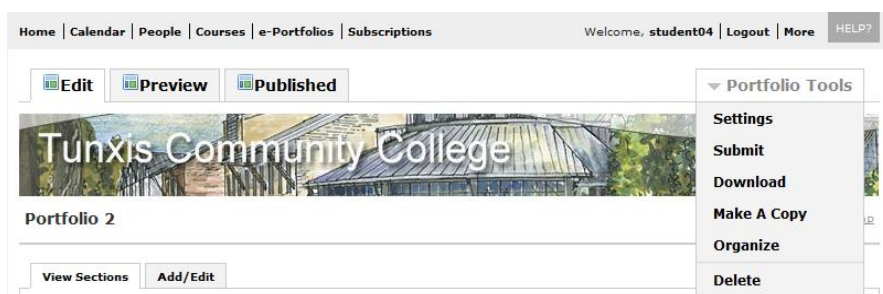 Home | Calendar | People | Courses | e-Portfolios | Subscriptions Welcome, student04 | Logout | More HELP?
Edit Preview Published Portfolio Tools
Settings
Tunxis Community College
Submit
Download
Portfolio 2 Make A Copy
Organize
View Sections Add/Edit Delete